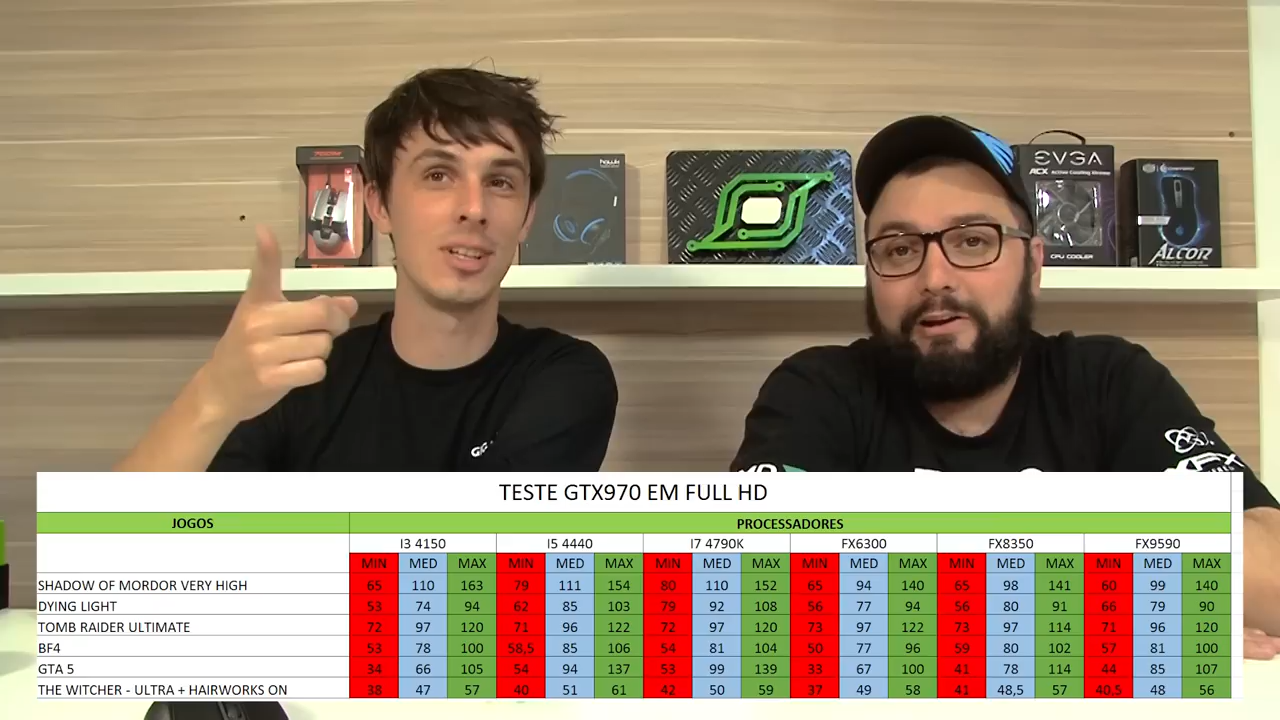 hawk
EVGA
ACX Active Cooling Xtreme
CPU COOLER
ALCOR
TESTE GTX970 EM FULL HD
JOGOS PROCESSADORES
I3 4150 I5 4440 I7 4790K FX6300 FX8350 FX9590
MIN MED MAX MIN MED MAX MIN MED MAX MIN MED MAX MIN MED MAX MIN MED MAX
SHADOW OF MORDOR VERY HIGH 65 110 163 79 111 154 80 110 152 65 94 140 65 98 141 60 99 140
DYING LIGHT 53 74 94 62 85 103 79 92 108 56 77 94 56 80 91 66 79 90
TOMB RAIDER ULTIMATE 72 97 120 71 96 122 72 97 120 73 97 122 73 97 114 71 96 120
BF4 53 78 100 58,5 85 106 54 81 104 50 77 96 59 80 102 57 81 100
GTA 5 34 66 105 54 94 137 53 99 139 33 67 100 41 78 114 44 85 107
THE WITCHER - ULTRA + HAIRWORKS ON 38 47 57 40 51 61 42 50 59 37 49 58 41 48,5 57 40,5 48 56